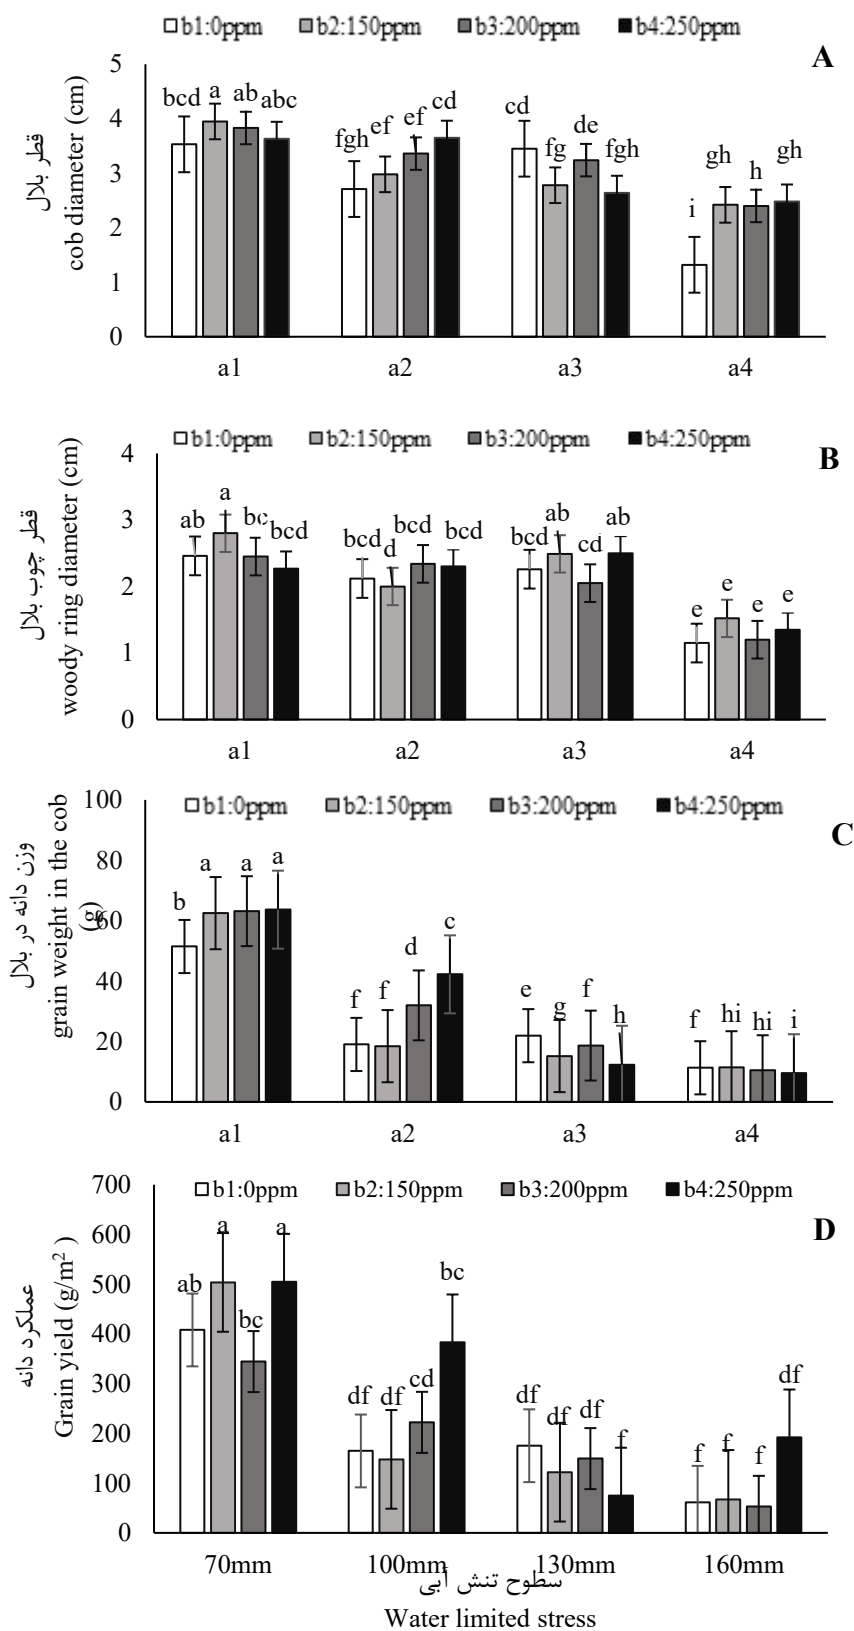 b1:0ppm b2:150ppm b3:200ppm b4:250ppm
A
قطر بلال
cob diameter (cm)
5
4
3
2
1
0
bcd a ab abc
fgh ef ef cd
cd fg de fgh
i gh h gh
a1 a2 a3 a4
b1:0ppm b2:150ppm b3:200ppm b4:250ppm
B
قطر چوب بلال
woody ring diameter (cm)
4
3
2
1
0
ab a bc bcd
bcd d bcd bcd
bcd ab cd ab
e e e e
a1 a2 a3 a4
b1:0ppm b2:150ppm b3:200ppm b4:250ppm
C
وزن دانه در بلال
grain weight in the cob
(g)
100
80
60
40
20
0
b a a a
f f d c
e g f h
f hi hi i
a1 a2 a3 a4
b1:0ppm b2:150ppm b3:200ppm b4:250ppm
D
عملکرد دانه
Grain yield (g/m²)
700
600
500
400
300
200
100
0
ab a bc a
df df cd bc
df df df f
f f f df
70mm 100mm 130mm 160mm
سطوح تنش آبی
Water limited stress